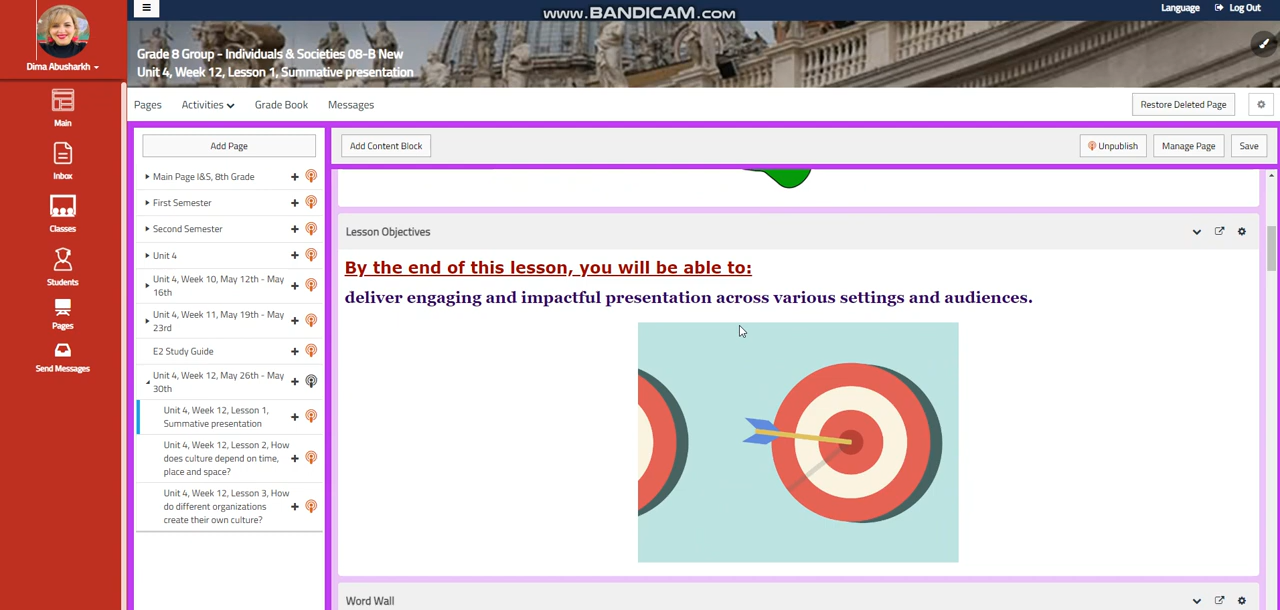 www.BANDICAM.com
Language
Log Out
Dima Abusharkh
Grade 8 Group - Individuals & Societies 08-B New
Unit 4, Week 12, Lesson 1, Summative presentation
Pages
Activities
Grade Book
Messages
Restore Deleted Page
Main
Inbox
Classes
Students
Pages
Send Messages
Add Page
Main Page I&S, 8th Grade
First Semester
Second Semester
Unit 4
Unit 4, Week 10, May 12th - May
16th
Unit 4, Week 11, May 19th - May
23rd
E2 Study Guide
Unit 4, Week 12, May 26th - May
30th
Unit 4, Week 12, Lesson 1,
Summative presentation
Unit 4, Week 12, Lesson 2, How
does culture depend on time,
place and space?
Unit 4, Week 12, Lesson 3, How
do different organizations
create their own culture?
Add Content Block
Unpublish
Manage Page
Save
Lesson Objectives
By the end of this lesson, you will be able to:
deliver engaging and impactful presentation across various settings and audiences.
Word Wall